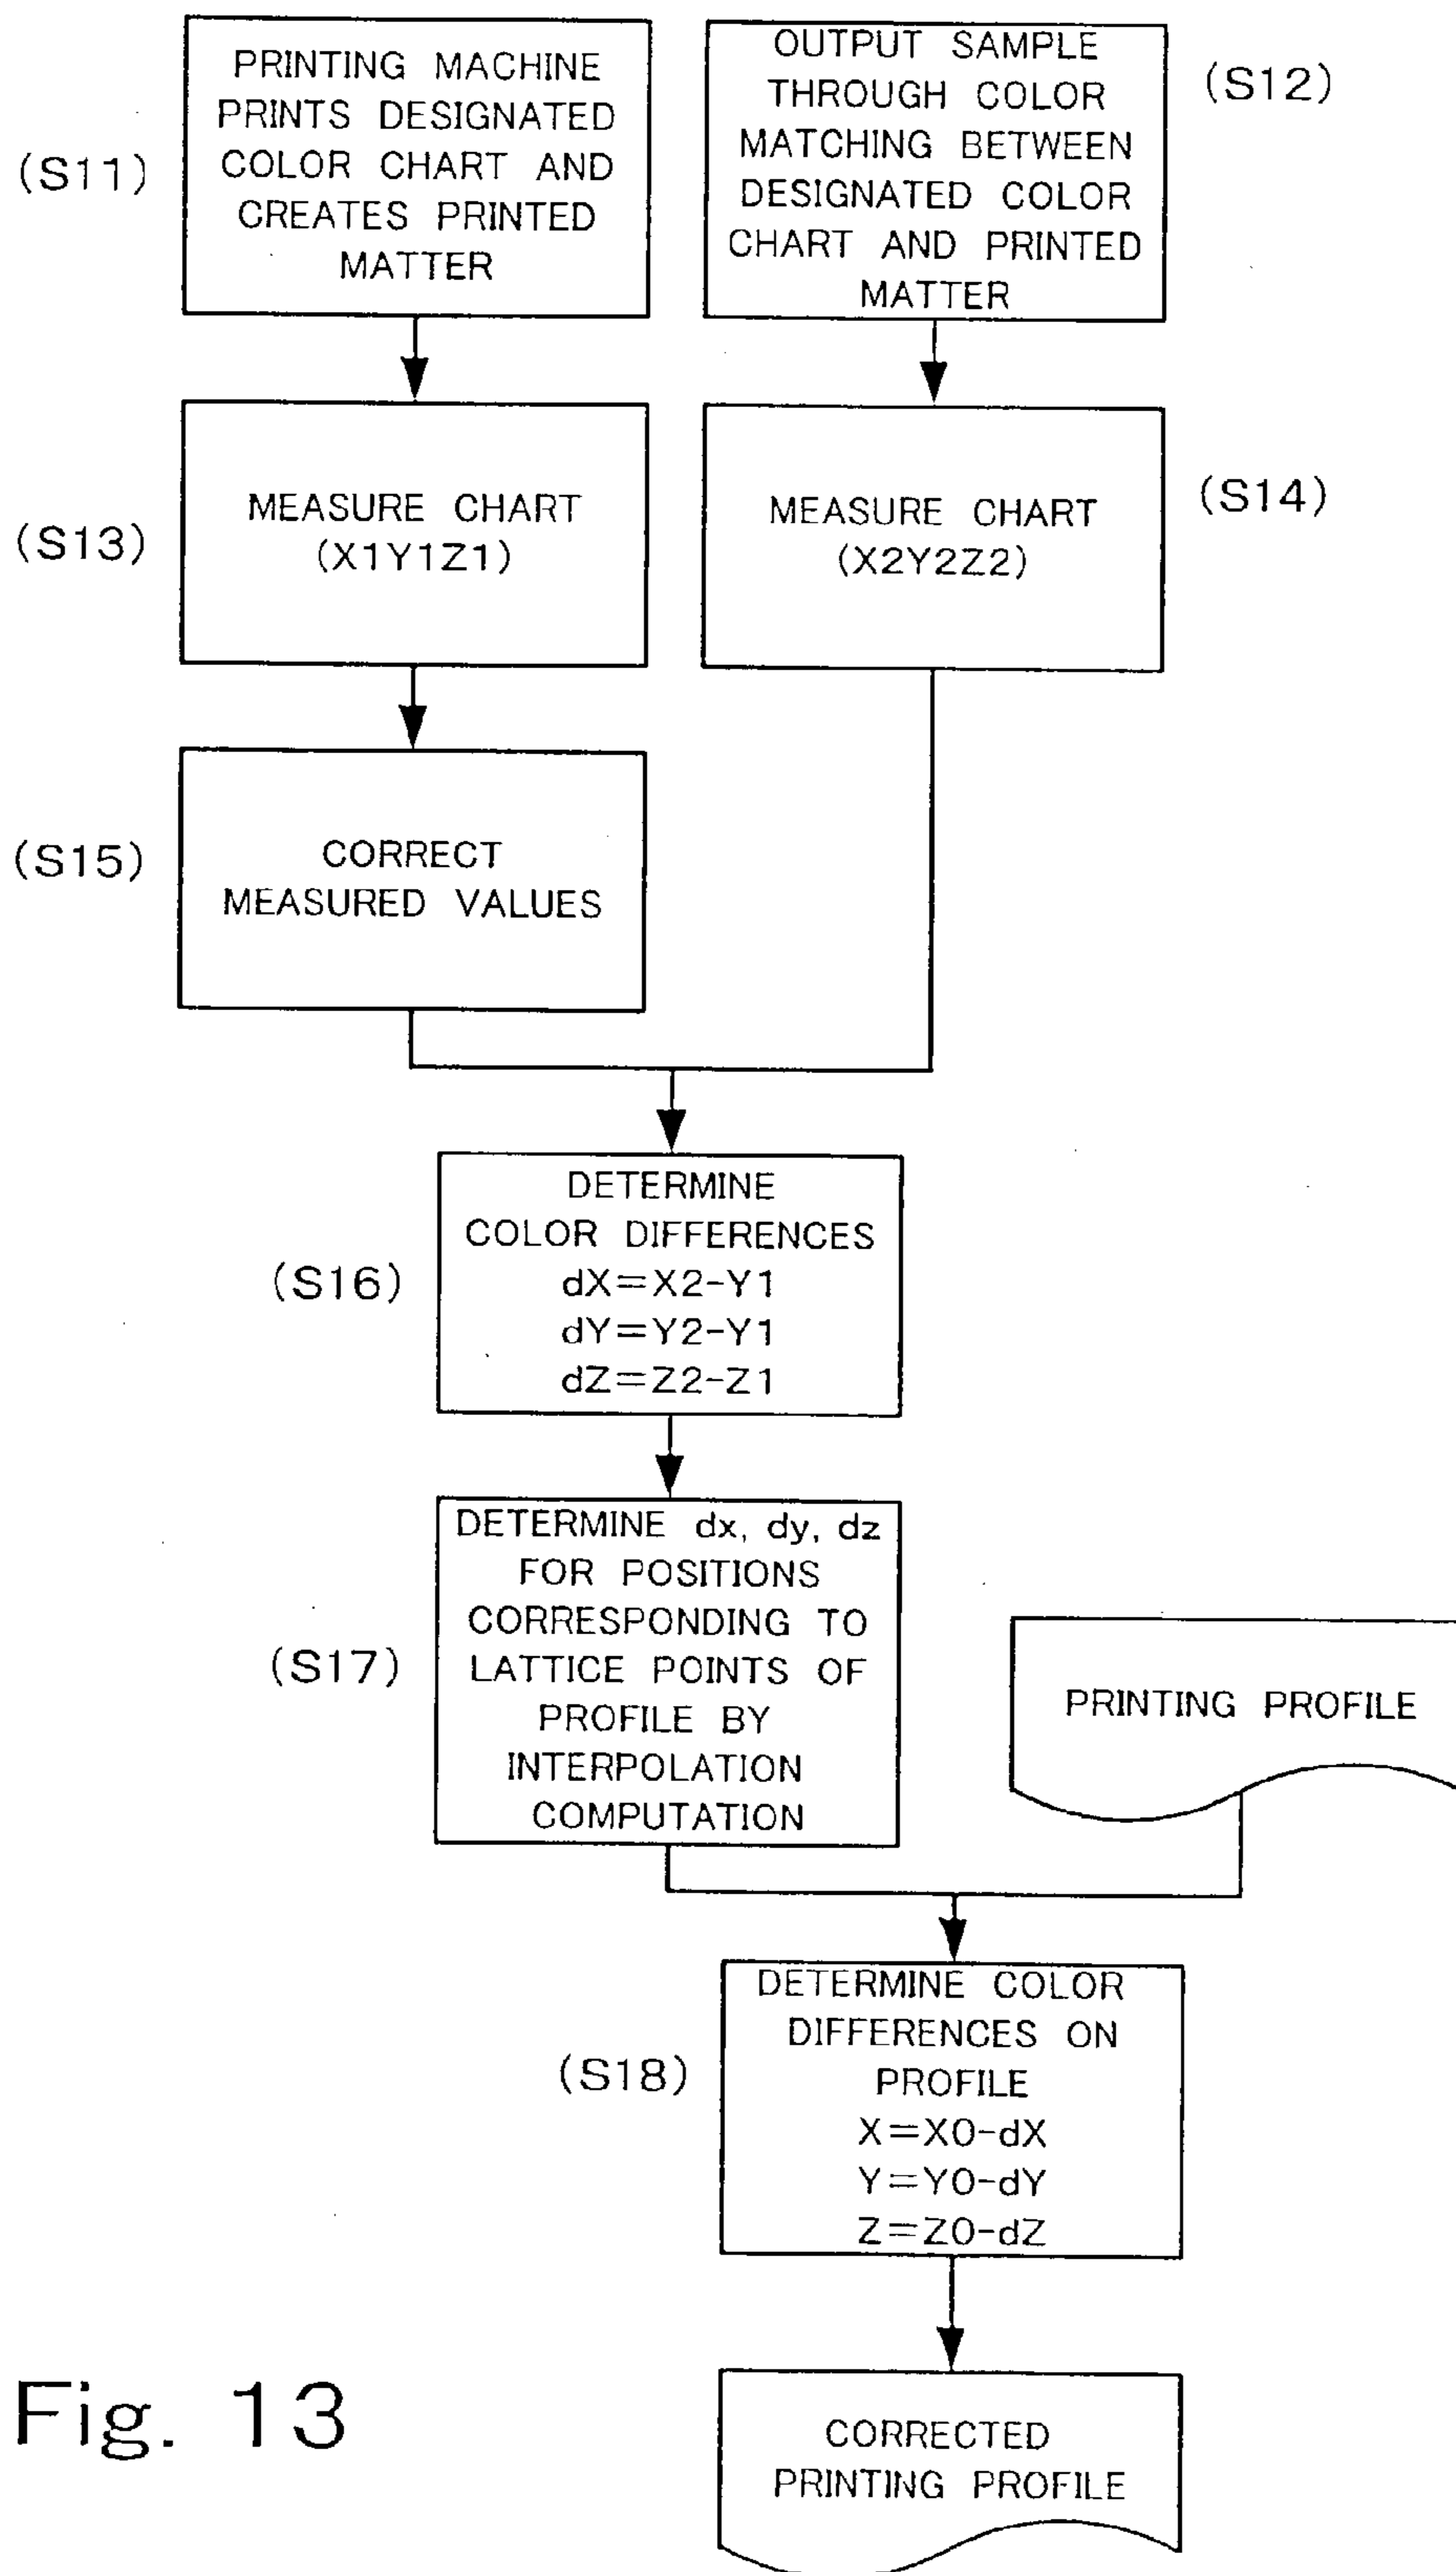 (S11)
PRINTING MACHINE
PRINTS DESIGNATED
COLOR CHART AND
CREATES PRINTED
MATTER
OUTPUT SAMPLE
THROUGH COLOR
MATCHING BETWEEN
DESIGNATED COLOR
CHART AND PRINTED
MATTER
(S12)
(S13)
MEASURE CHART
(X1Y1Z1)
MEASURE CHART
(X2Y2Z2)
(S14)
(S15)
CORRECT
MEASURED VALUES
(S16)
DETERMINE
COLOR DIFFERENCES
dX=X2-Y1
dY=Y2-Y1
dZ=Z2-Z1
(S17)
DETERMINE dx, dy, dz
FOR POSITIONS
CORRESPONDING TO
LATTICE POINTS OF
PROFILE BY
INTERPOLATION
COMPUTATION
PRINTING PROFILE
(S18)
DETERMINE COLOR
DIFFERENCES ON
PROFILE
X=X0-dX
Y=Y0-dY
Z=Z0-dZ
CORRECTED
PRINTING PROFILE
Fig. 13